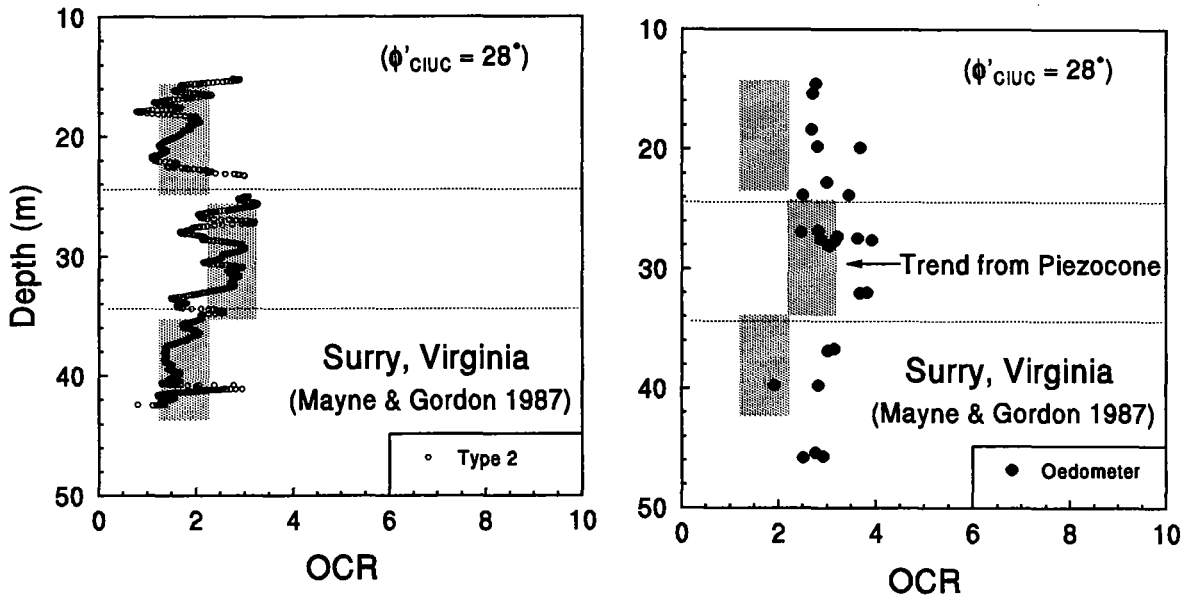 10
20
30
40
50
Depth (m)
(ϕ'CIUC = 28°)
Surry, Virginia
(Mayne & Gordon 1987)
Type 2
0 2 4 6 8 10
OCR
10
20
30
40
50
(ϕ'CIUC = 28°)
Trend from Piezocone
Surry, Virginia
(Mayne & Gordon 1987)
Oedometer
0 2 4 6 8 10
OCR